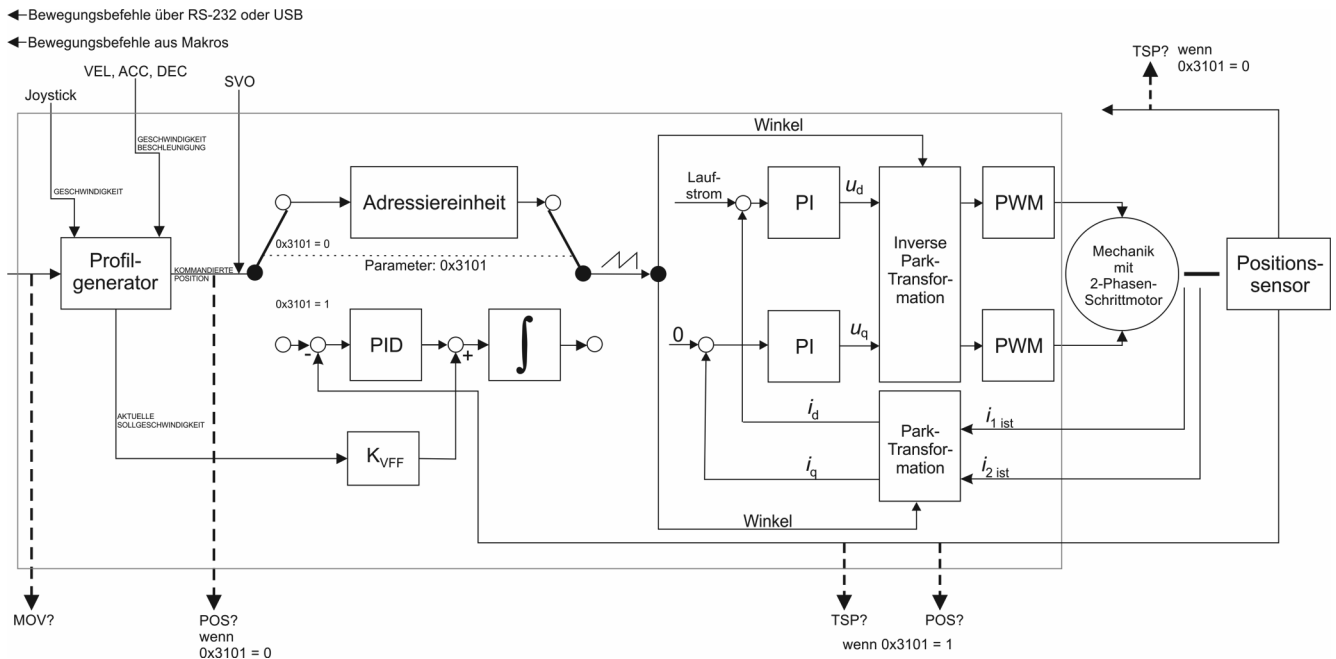 Bewegungsbefehle über RS-232 oder USB
Bewegungsbefehle aus Makros
TSP? wenn
0x3101 = 0
VEL, ACC, DEC
SVO
Joystick
Winkel
GESCHWINDIGKEIT
BESCHLEUNIGUNG
GESCHWINDIGKEIT
Adressiereinheit
Lauf-
strom
PI
u_d
PWM
0x3101 = 0
Parameter: 0x3101
Profil-
generator
KOMMANDIERTE
POSITION
Inverse
Park-
Transfor-
mation
Mechanik
mit
2-Phasen-
Schrittmotor
Positions-
sensor
0x3101 = 1
-
PID
+
∫
0
PI
u_q
PWM
AKTUELLE
SOLLGESCHWINDIGKEIT
K_VFF
i_d
i_q
Park-
Transfor-
mation
i_1 ist
i_2 ist
Winkel
MOV?
POS?
wenn
0x3101 = 0
TSP?
POS?
wenn 0x3101 = 1